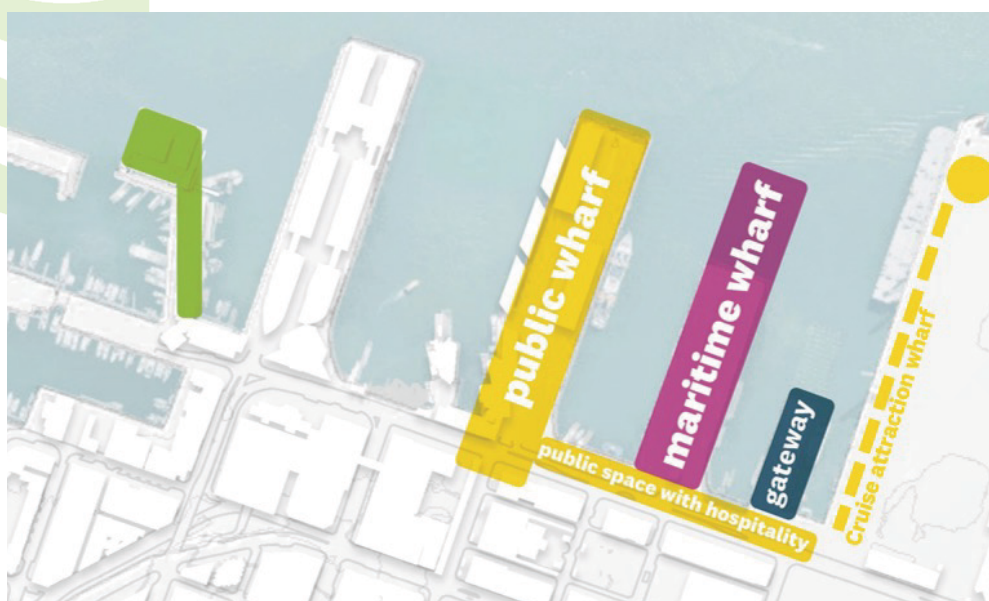 public wharf
maritime wharf
gateway
public space with hospitality
Cruise attraction wharf